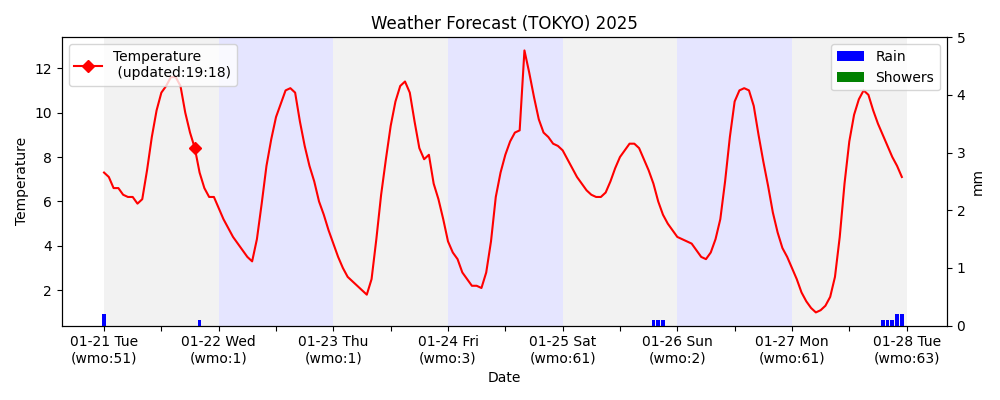 Weather Forecast (TOKYO) 2025
Temperature
(updated:19:18)
Rain
Showers
Temperature
12
10
8
6
4
2
5
4
3
2
1
0
mm
01-21 Tue
(wmo:51)
01-22 Wed
(wmo:1)
01-23 Thu
(wmo:1)
01-24 Fri
(wmo:3)
01-25 Sat
(wmo:61)
01-26 Sun
(wmo:2)
01-27 Mon
(wmo:61)
01-28 Tue
(wmo:63)
Date